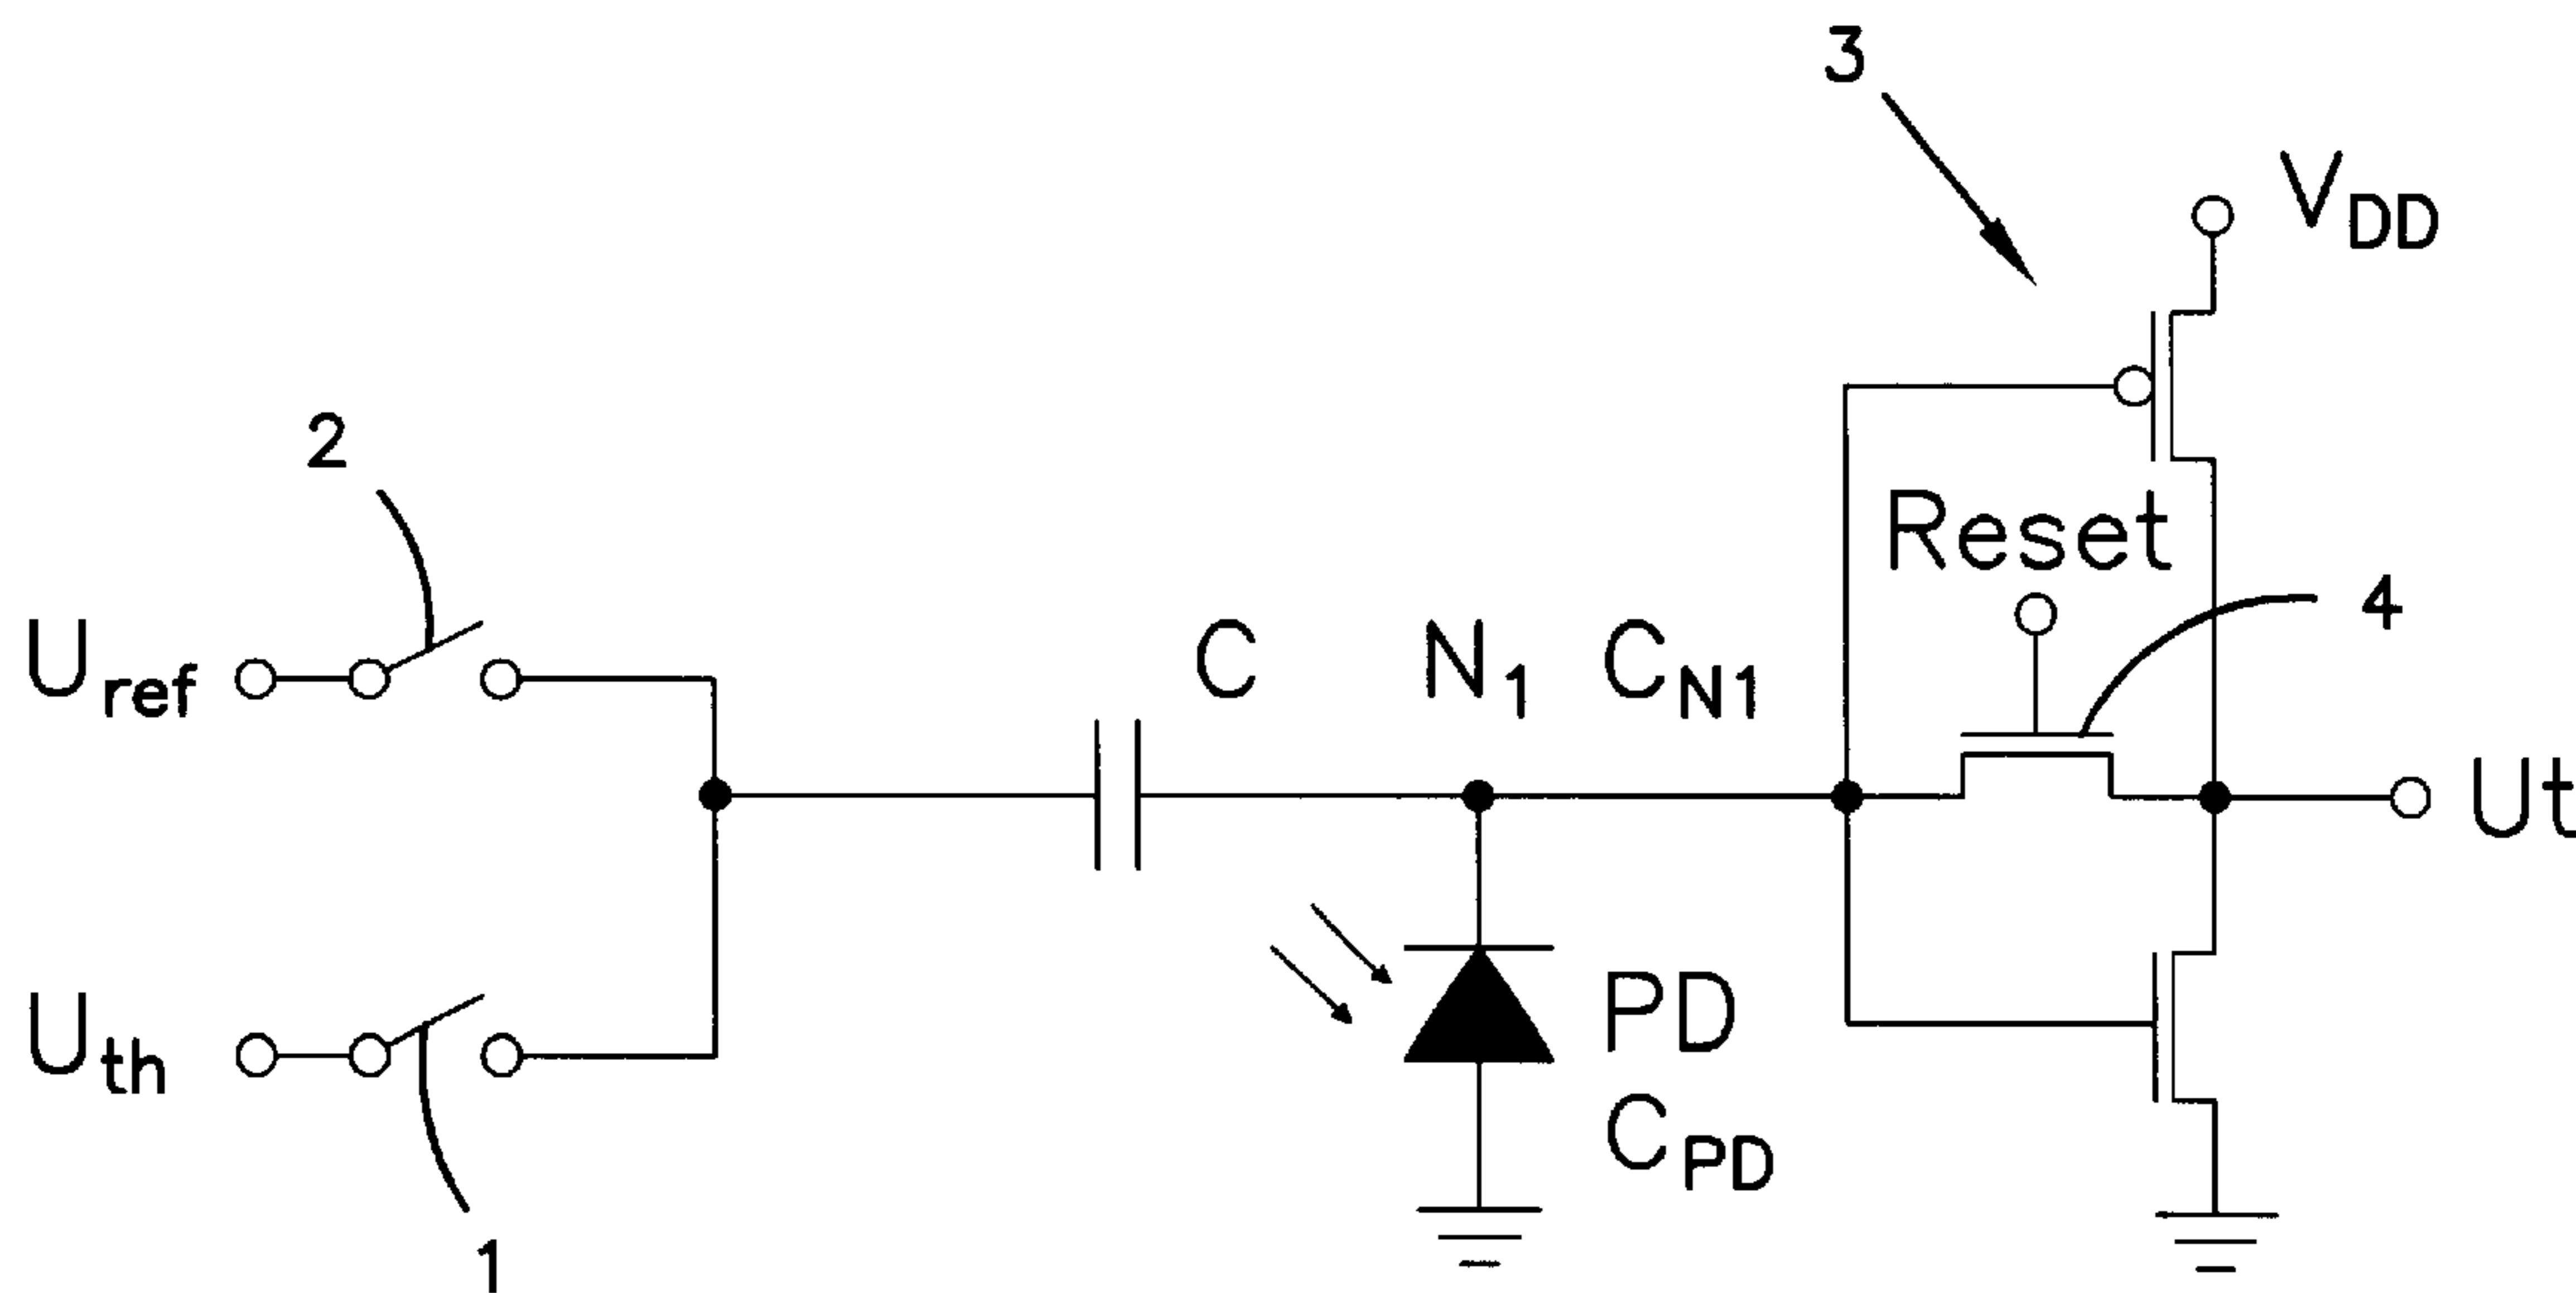 3
V_DD
2
Reset
4
U_ref
C
N_1
C_N1
Ut
U_th
PD
C_PD
1